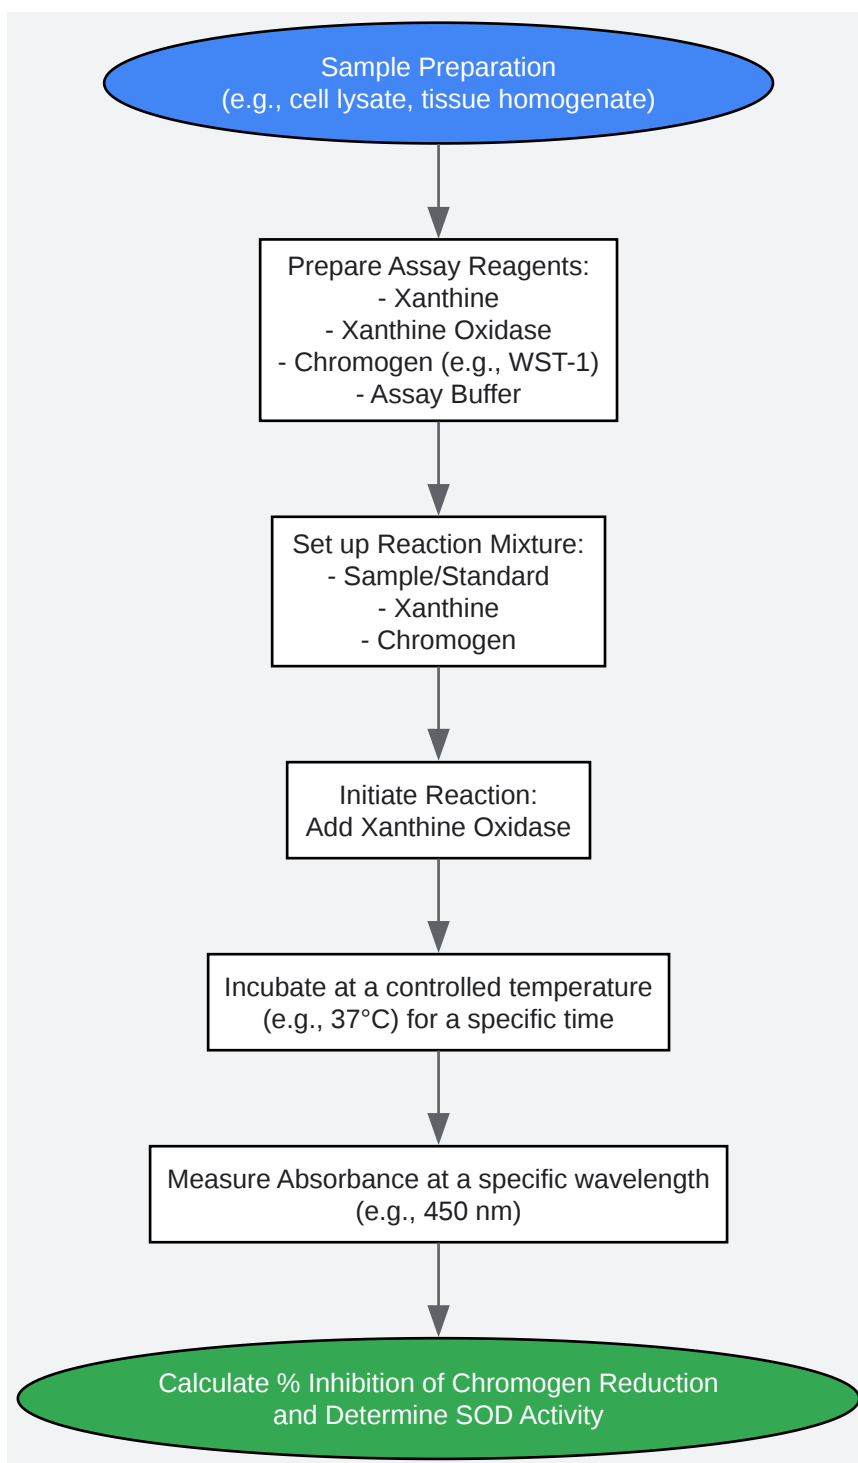 Sample Preparation
(e.g., cell lysate, tissue homogenate)
Prepare Assay Reagents:
- Xanthine
- Xanthine Oxidase
- Chromogen (e.g., WST-1)
- Assay Buffer
Set up Reaction Mixture:
- Sample/Standard
- Xanthine
- Chromogen
Initiate Reaction:
Add Xanthine Oxidase
Incubate at a controlled temperature
(e.g., 37°C) for a specific time
Measure Absorbance at a specific wavelength
(e.g., 450 nm)
Calculate % Inhibition of Chromogen Reduction
and Determine SOD Activity